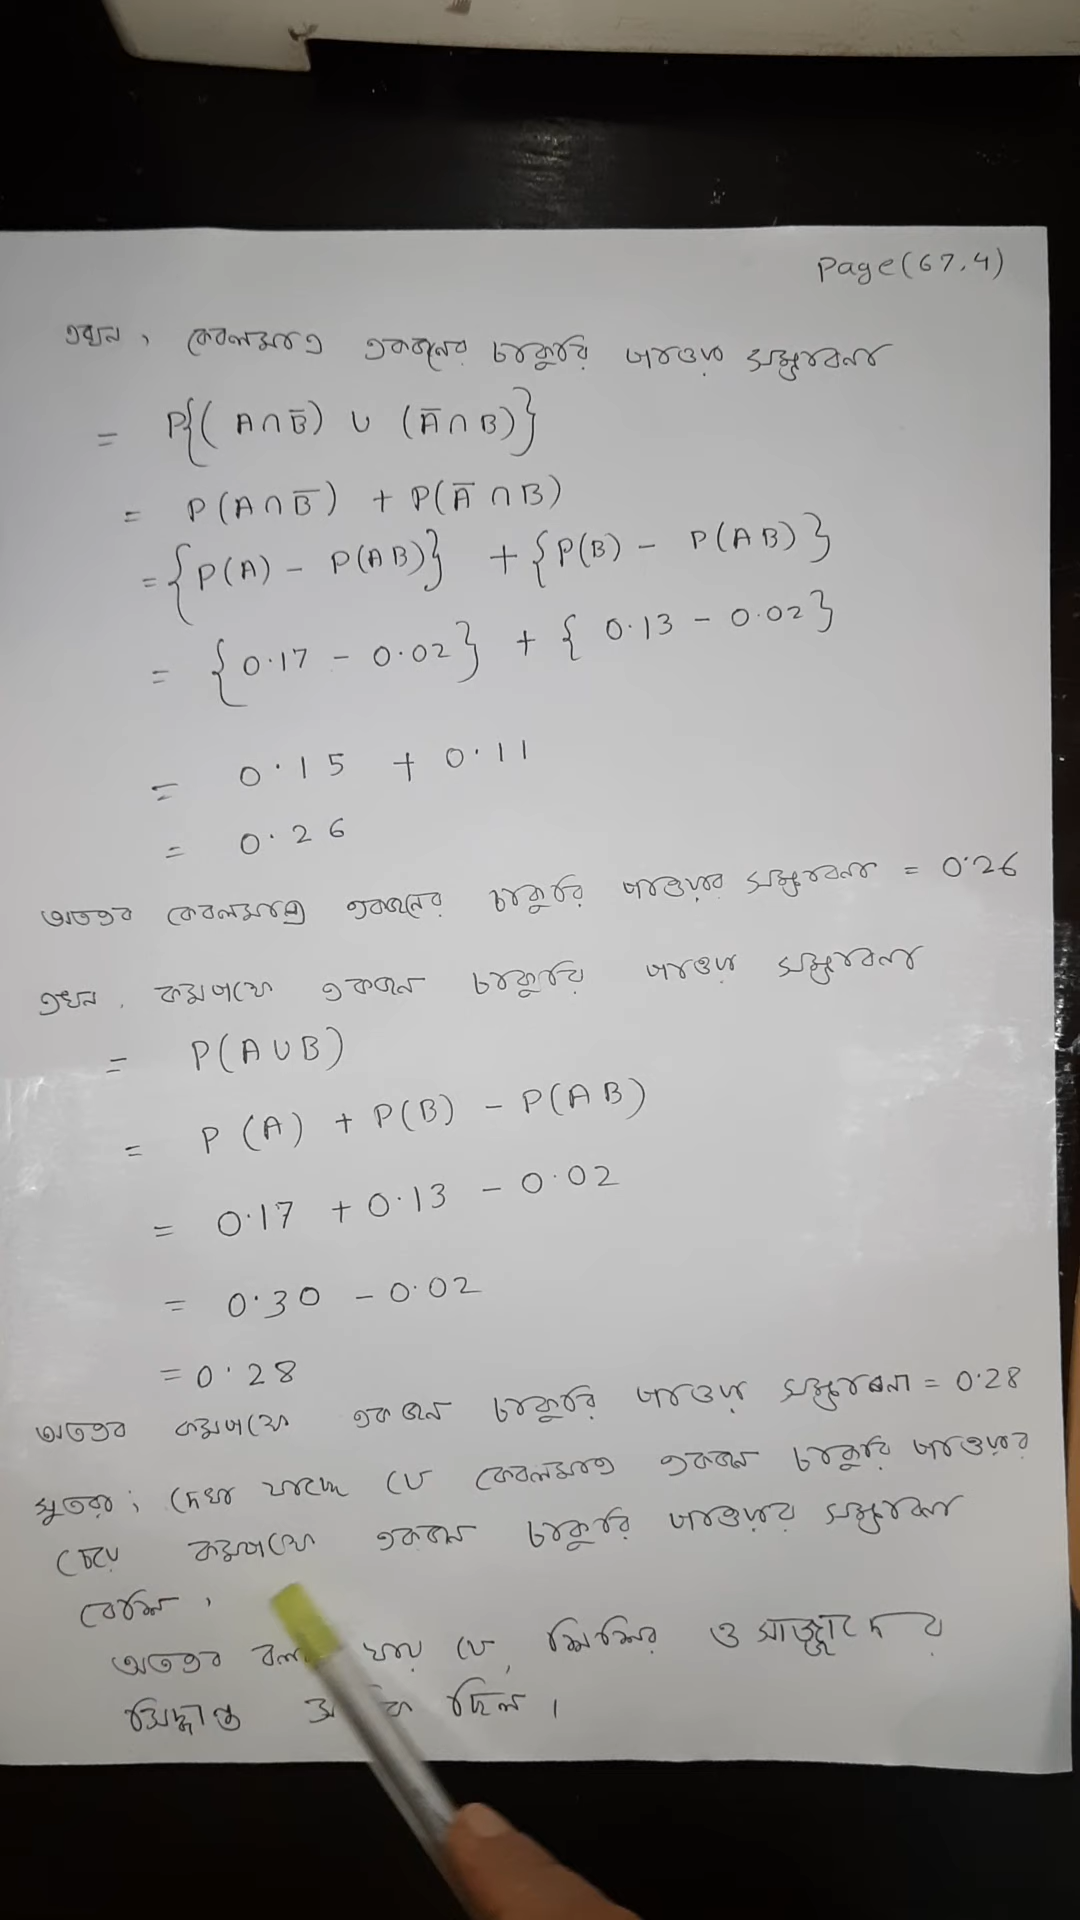 Page(67.4)
এখন, কেবলমাত্র একজনের চাকুরি পাওয়ার সম্ভাবনা
= P{(A∩B̅) ∪ (A̅∩B)}
= P(A∩B̅) + P(A̅∩B)
= {P(A) - P(AB)} + {P(B) - P(AB)}
= {0.17 - 0.02} + {0.13 - 0.02}
= 0.15 + 0.11
= 0.26
অতএব কেবলমাত্র একজনের চাকুরি পাওয়ার সম্ভাবনা = 0.26
এখন, কমপক্ষে একজন চাকুরি পাওয়ার সম্ভাবনা
= P(A∪B)
= P(A) + P(B) - P(AB)
= 0.17 + 0.13 - 0.02
= 0.30 - 0.02
= 0.28
অতএব কমপক্ষে একজন চাকুরি পাওয়ার সম্ভাবনা = 0.28
সুতরাং, দেখা যাচ্ছে যে কেবলমাত্র একজন চাকুরি পাওয়ার
চেয়ে কমপক্ষে একজন চাকুরি পাওয়ার সম্ভাবনা
বেশি।
অতএব যায় যে, শিশির ও সাজ্জাদের
সিদ্ধান্ত ছিল।